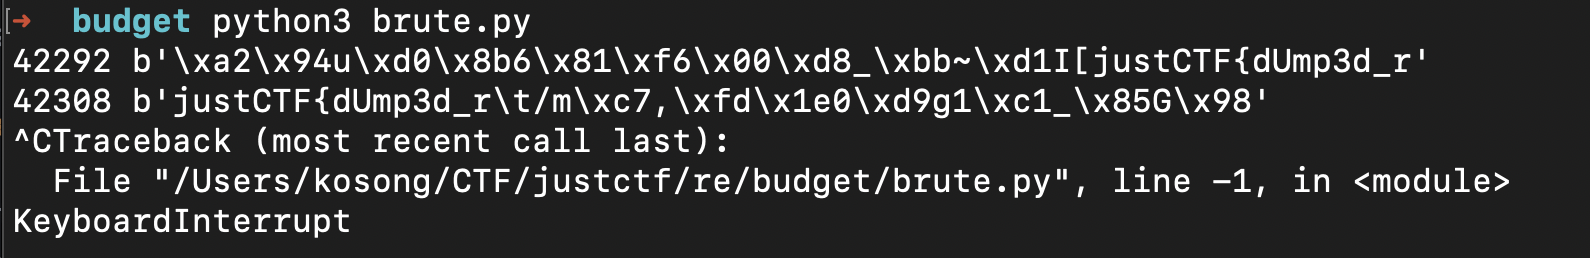 [➜ budget python3 brute.py
42292 b'\xa2\x94u\xd0\x8b6\x81\xf6\x00\xd8_\xbb~\xd1I[justCTF{dUmp3d_r'
42308 b'justCTF{dUmp3d_r\t/m\xc7,\xfd\x1e0\xd9g1\xc1_\x85G\x98'
^CTraceback (most recent call last):
  File "/Users/kosong/CTF/justctf/re/budget/brute.py", line -1, in <module>
KeyboardInterrupt